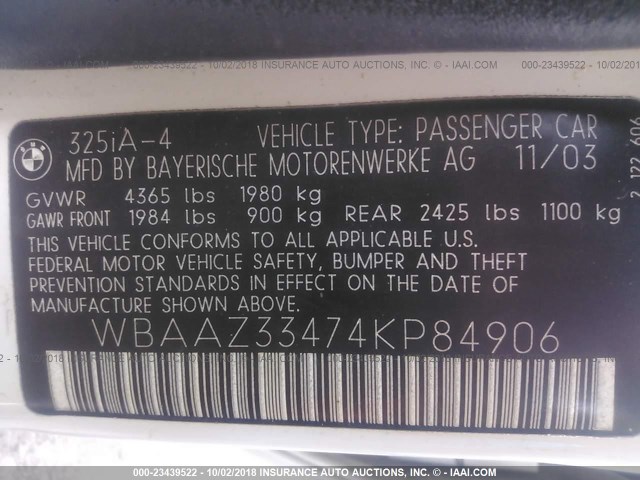 000-23439522 - 10/02/2018 INSURANCE AUTO AUCTIONS, INC. - IAAI.COM
BMW
325iA-4 VEHICLE TYPE: PASSENGER CAR
MFD BY BAYERISCHE MOTORENWERKE AG 11/03
GVWR 4365 lbs 1980 kg
GAWR FRONT 1984 lbs 900 kg REAR 2425 lbs 1100 kg
THIS VEHICLE CONFORMS TO ALL APPLICABLE U.S.
FEDERAL MOTOR VEHICLE SAFETY, BUMPER AND THEFT
PREVENTION STANDARDS IN EFFECT ON THE DATE OF
MANUFACTURE SHOWN ABOVE.
WBAAZ33474KP84906
000-23439522 - 10/02/2018 INSURANCE AUTO AUCTIONS, INC. - IAAI.COM